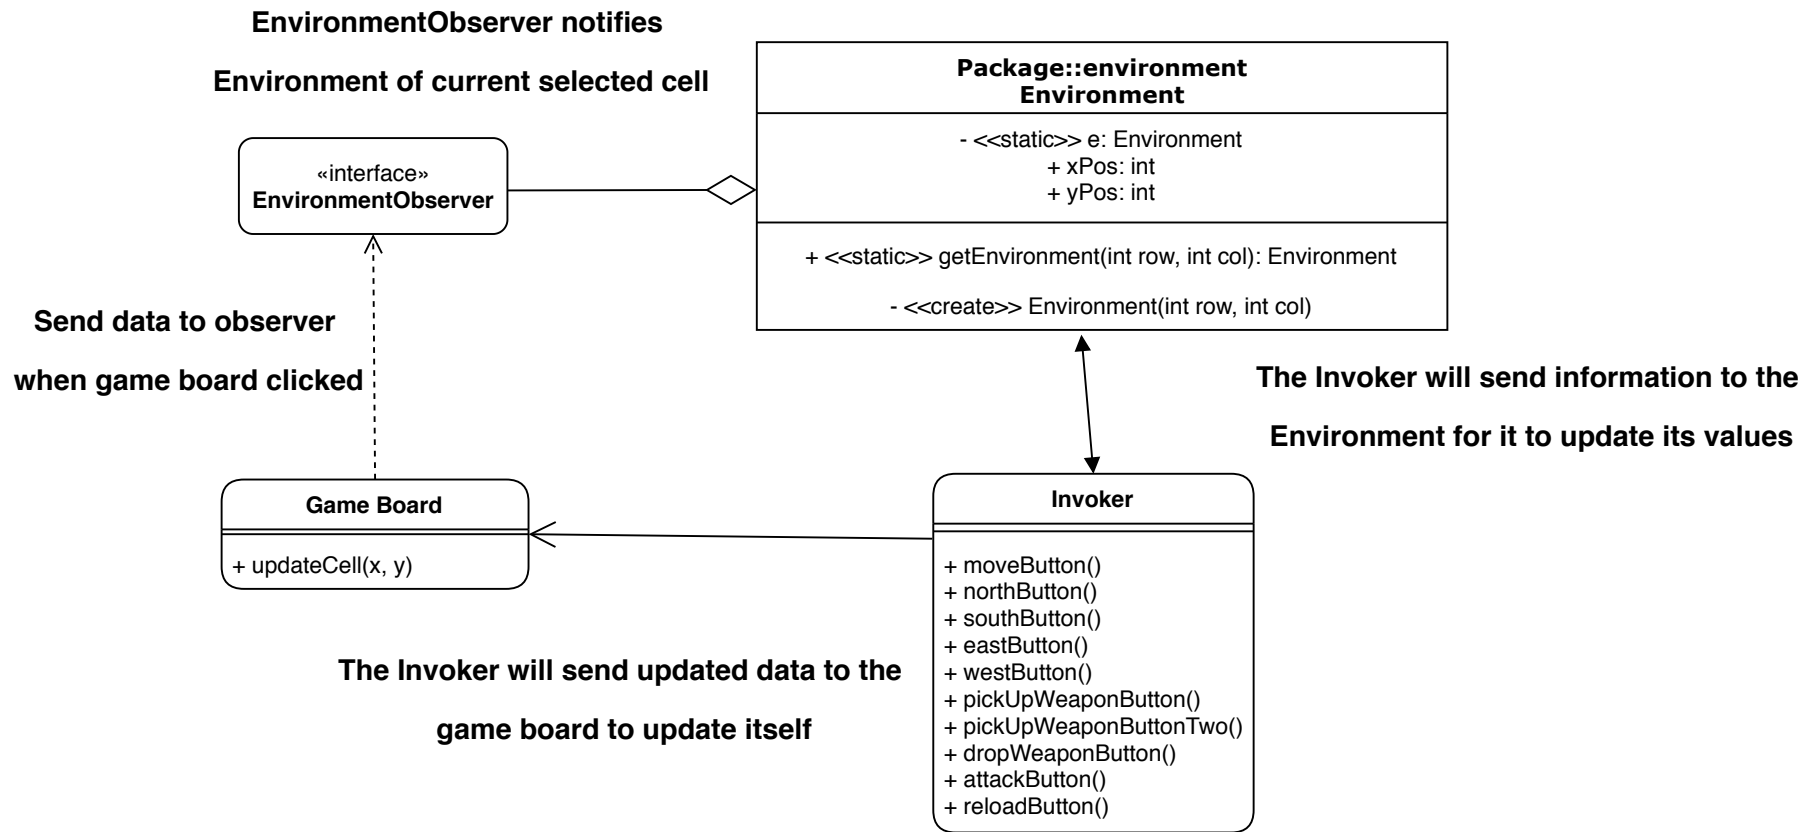 EnvironmentObserver notifies
Environment of current selected cell
Package::environment
Environment
- <<static>> e: Environment
+ xPos: int
+ yPos: int
+ <<static>> getEnvironment(int row, int col): Environment
- <<create>> Environment(int row, int col)
«interface»
EnvironmentObserver
Send data to observer
when game board clicked
The Invoker will send information to the
Environment for it to update its values
Game Board
+ updateCell(x, y)
Invoker
+ moveButton()
+ northButton()
+ southButton()
+ eastButton()
+ westButton()
+ pickUpWeaponButton()
+ pickUpWeaponButtonTwo()
+ dropWeaponButton()
+ attackButton()
+ reloadButton()
The Invoker will send updated data to the
game board to update itself